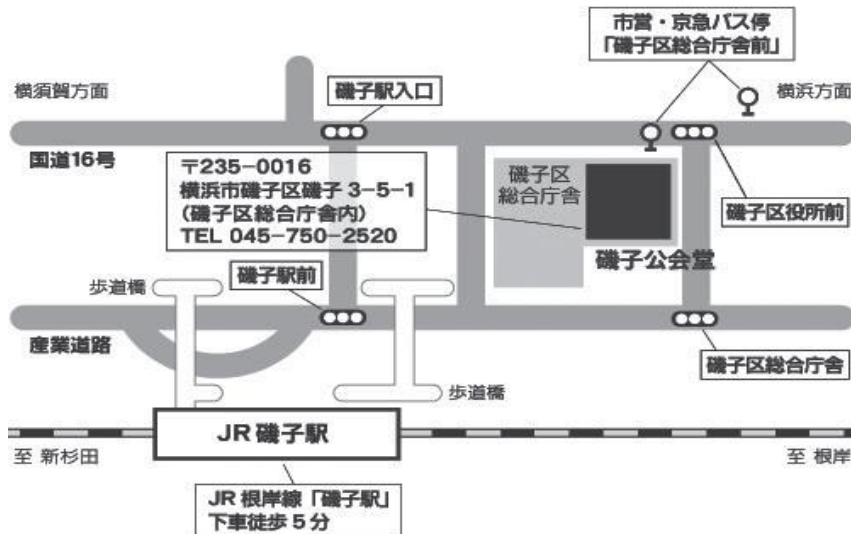 市営・京急バス停
「磯子区総合庁舎前」
横須賀方面
磯子駅入口
横浜方面
国道16号
〒235-0016
横浜市磯子区磯子 3-5-1
(磯子区総合庁舎内)
TEL 045-750-2520
磯子区
総合庁舎
磯子区役所前
磯子公会堂
歩道橋
磯子駅前
産業道路
磯子区総合庁舎
歩道橋
JR 磯子駅
至 新杉田
至 根岸
JR 根岸線「磯子駅」
下車徒歩 5 分